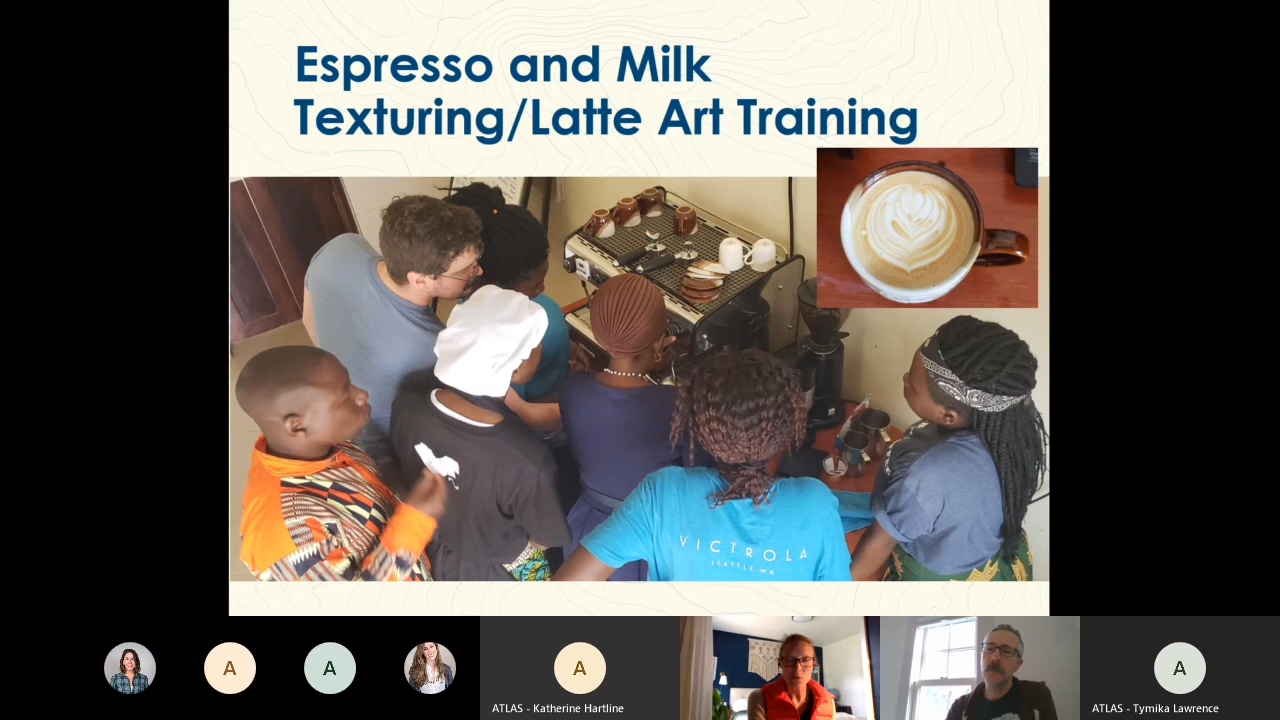 Espresso and Milk
Texturing/Latte Art Training
VICTROLA
SEATTLE WA
A
A
A
A
ATLAS - Katherine Hartline
ATLAS - Tymika Lawrence